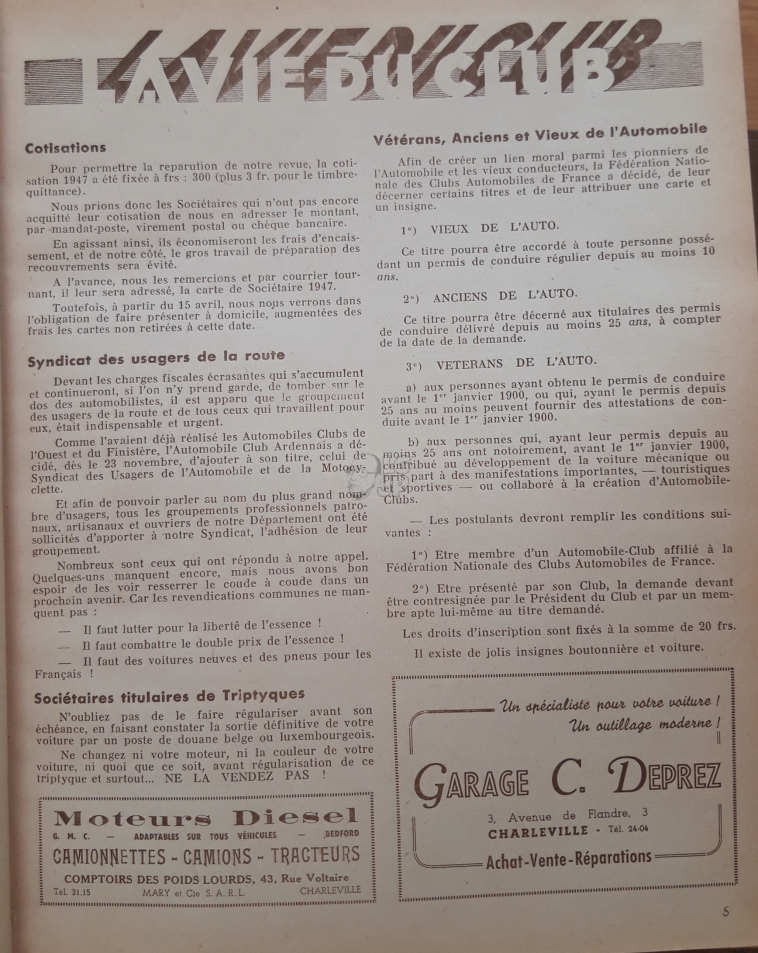 LA VIE DU CLUB
Cotisations
Pour permettre la reparution de notre revue, la coti-
sation 1947 a été fixée à frs : 300 (plus 3 fr. pour le timbre-
quittance).
Nous prions donc les Sociétaires qui n'ont pas encore
acquitté leur cotisation de nous en adresser le montant,
par mandat-poste, virement postal ou chèque bancaire.
En agissant ainsi, ils économiseront les frais d'encais-
sement, et de notre côté, le gros travail de préparation des
recouvrements sera évité.
A l'avance, nous les remercions et par courrier tour-
nant, il leur sera adressé, la carte de Sociétaire 1947.
Toutefois, à partir du 15 avril, nous nous verrons dans
l'obligation de faire présenter à domicile, augmentées des
frais les cartes non retirées à cette date.
Syndicat des usagers de la route
Devant les charges fiscales écrasantes qui s'accumulent
et continueront, si l'on n'y prend garde, de tomber sur le
dos des automobilistes, il est apparu que le groupement
des usagers de la route et de tous ceux qui travaillent pour
eux, était indispensable et urgent.
Comme l'avaient déjà réalisé les Automobiles Clubs de
l'Ouest et du Finistère, l'Automobile Club Ardennais a dé-
cidé, dès le 23 novembre, d'ajouter à son titre, celui de
Syndicat des Usagers de l'Automobile et de la Motocy-
clette.
Et afin de pouvoir parler au nom du plus grand nom-
bre d'usagers, tous les groupements professionnels patro-
naux, artisanaux et ouvriers de notre Département ont été
sollicités d'apporter à notre Syndicat, l'adhésion de leur
groupement.
Nombreux sont ceux qui ont répondu à notre appel.
Quelques-uns manquent encore, mais nous avons bon
espoir de les voir resserrer le coude à coude dans un
prochain avenir. Car les revendications communes ne man-
quent pas :
— Il faut lutter pour la liberté de l'essence !
— Il faut combattre le double prix de l'essence !
— Il faut des voitures neuves et des pneus pour les
Français !
Sociétaires titulaires de Triptyques
N'oubliez pas de le faire régulariser avant son
échéance, en faisant constater la sortie définitive de votre
voiture par un poste de douane belge ou luxembourgeois.
Ne changez ni votre moteur, ni la couleur de votre
voiture, ni quoi que ce soit, avant régularisation de ce
triptyque et surtout... NE LA VENDEZ PAS !
Moteurs Diesel
G. M. C. — ADAPTABLES SUR TOUS VÉHICULES — BEDFORD
CAMIONNETTES - CAMIONS - TRACTEURS
COMPTOIRS DES POIDS LOURDS, 43, Rue Voltaire
Tél. 31.15 MARY et Cie S. A. R. L. CHARLEVILLE
Vétérans, Anciens et Vieux de l'Automobile
Afin de créer un lien moral parmi les pionniers de
l'Automobile et les vieux conducteurs, la Fédération Natio-
nale des Clubs Automobiles de France a décidé, de leur
décerner certains titres et de leur attribuer une carte et
un insigne.
1°) VIEUX DE L'AUTO.
Ce titre pourra être accordé à toute personne possé-
dant un permis de conduire régulier depuis au moins 10
ans.
2°) ANCIENS DE L'AUTO.
Ce titre pourra être décerné aux titulaires des permis
de conduire délivré depuis au moins 25 ans, à compter
de la date de la demande.
3°) VETERANS DE L'AUTO.
a) aux personnes ayant obtenu le permis de conduire
avant le 1er janvier 1900, ou qui, ayant le permis depuis
25 ans au moins peuvent fournir des attestations de con-
duite avant le 1er janvier 1900.
b) aux personnes qui, ayant leur permis depuis au
moins 25 ans ont notoirement, avant le 1er janvier 1900,
contribué au développement de la voiture mécanique ou
pris part à des manifestations importantes, — touristiques
et sportives — ou collaboré à la création d'Automobile-
Clubs.
— Les postulants devront remplir les conditions sui-
vantes :
1°) Etre membre d'un Automobile-Club affilié à la
Fédération Nationale des Clubs Automobiles de France.
2°) Etre présenté par son Club, la demande devant
être contresignée par le Président du Club et par un mem-
bre apte lui-même au titre demandé.
Les droits d'inscription sont fixés à la somme de 20 frs.
Il existe de jolis insignes boutonnière et voiture.
Un spécialiste pour votre voiture !
Un outillage moderne !
GARAGE C. DEPREZ
3, Avenue de Flandre, 3
CHARLEVILLE - Tél. 24-04
Achat-Vente-Réparations
5